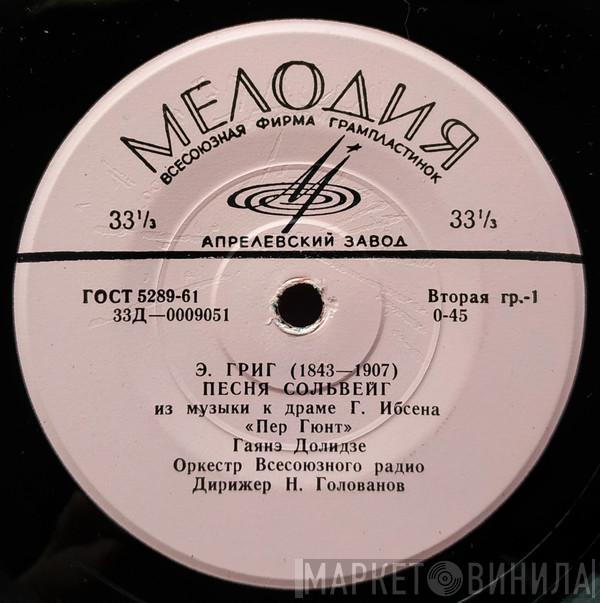 МЕЛОДИЯ
ВСЕСОЮЗНАЯ ФИРМА ГРАМПЛАСТИНОК
33 1/3 33 1/3
АПРЕЛЕВСКИЙ ЗАВОД
ГОСТ 5289-61 Вторая гр.-1
33Д—0009051 0-45
Э. ГРИГ (1843—1907)
ПЕСНЯ СОЛЬВЕЙГ
из музыки к драме Г. Ибсена
«Пер Гюнт»
Гаянэ Долидзе
Оркестр Всесоюзного радио
Дирижер Н. Голованов
МАРКЕТ ВИНИЛА